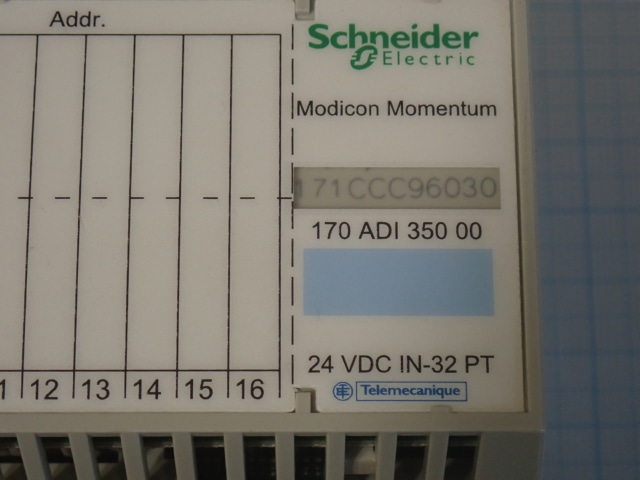 Addr.
Schneider
Electric
Modicon Momentum
171CCC96030
170 ADI 350 00
24 VDC IN-32 PT
Telemecanique
1 12 13 14 15 16